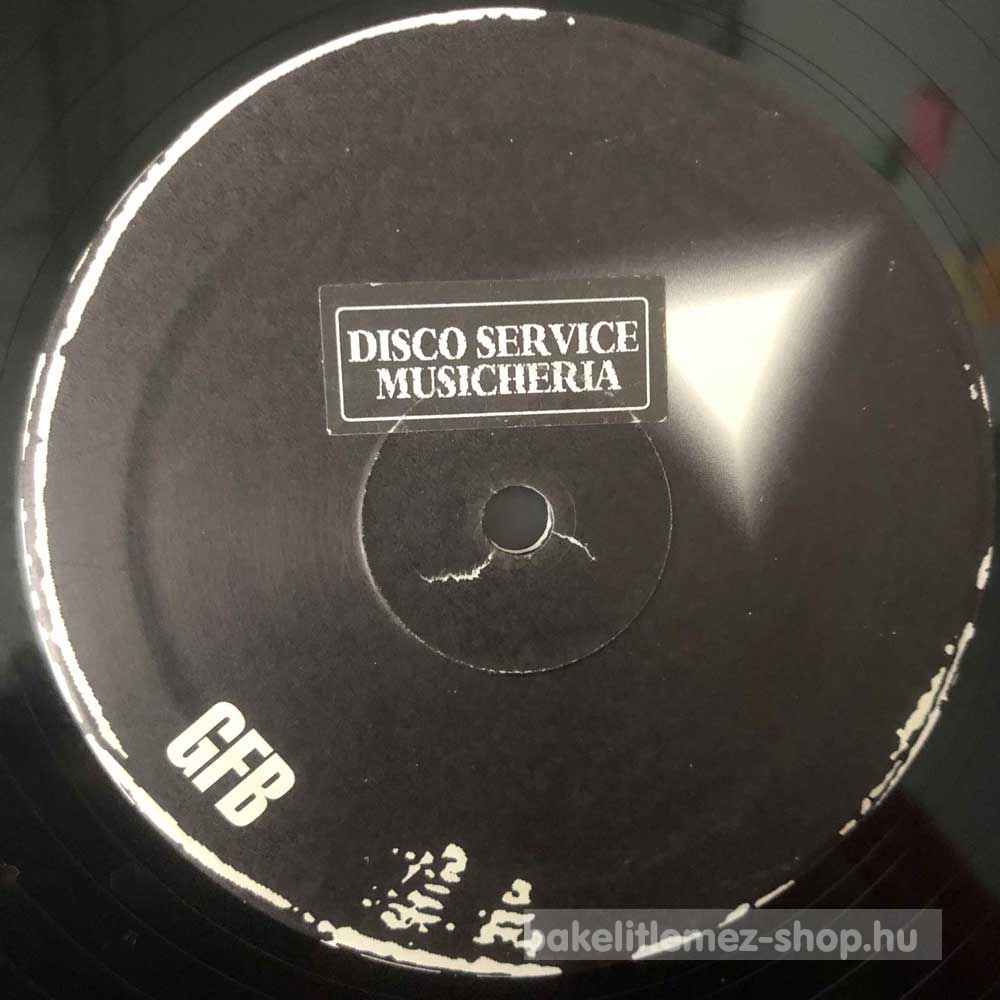 DISCO SERVICE
MUSICHERIA
GFB
bakelitlemez-shop.hu